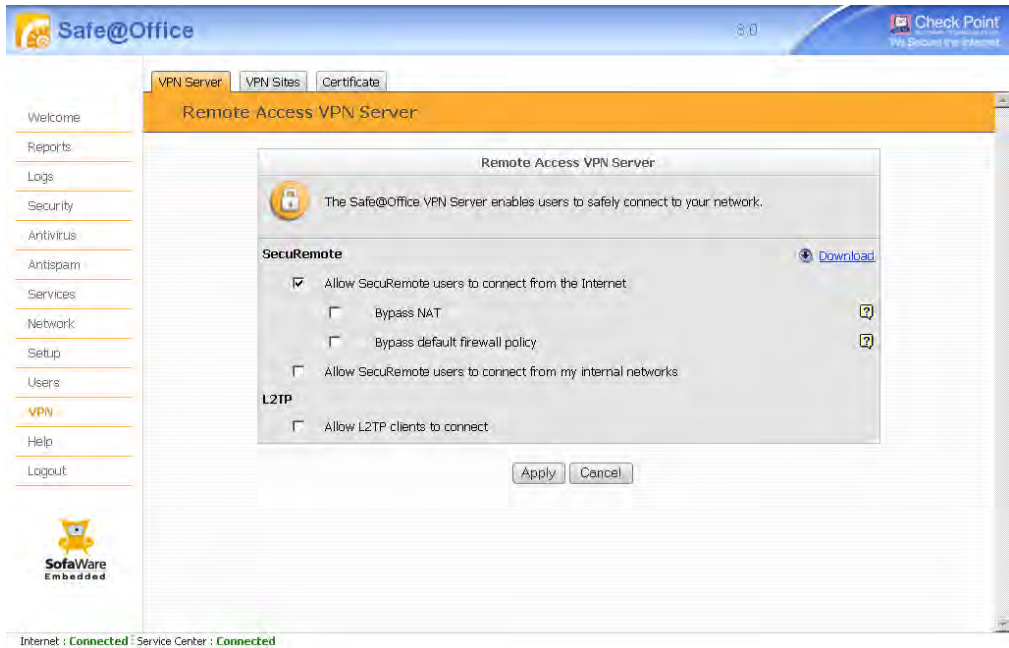 Safe@Office
8.0
Check Point
We Secure the Internet
VPN Server
VPN Sites
Certificate
Remote Access VPN Server
Welcome
Reports
Logs
Security
Antivirus
Antispam
Services
Network
Setup
Users
VPN
Help
Logout
Remote Access VPN Server
The Safe@Office VPN Server enables users to safely connect to your network.
SecuRemote
Download
Allow SecuRemote users to connect from the Internet
Bypass NAT
?
Bypass default firewall policy
?
Allow SecuRemote users to connect from my internal networks
L2TP
Allow L2TP clients to connect
Apply
Cancel
SofaWare
Embedded
Internet : Connected Service Center : Connected